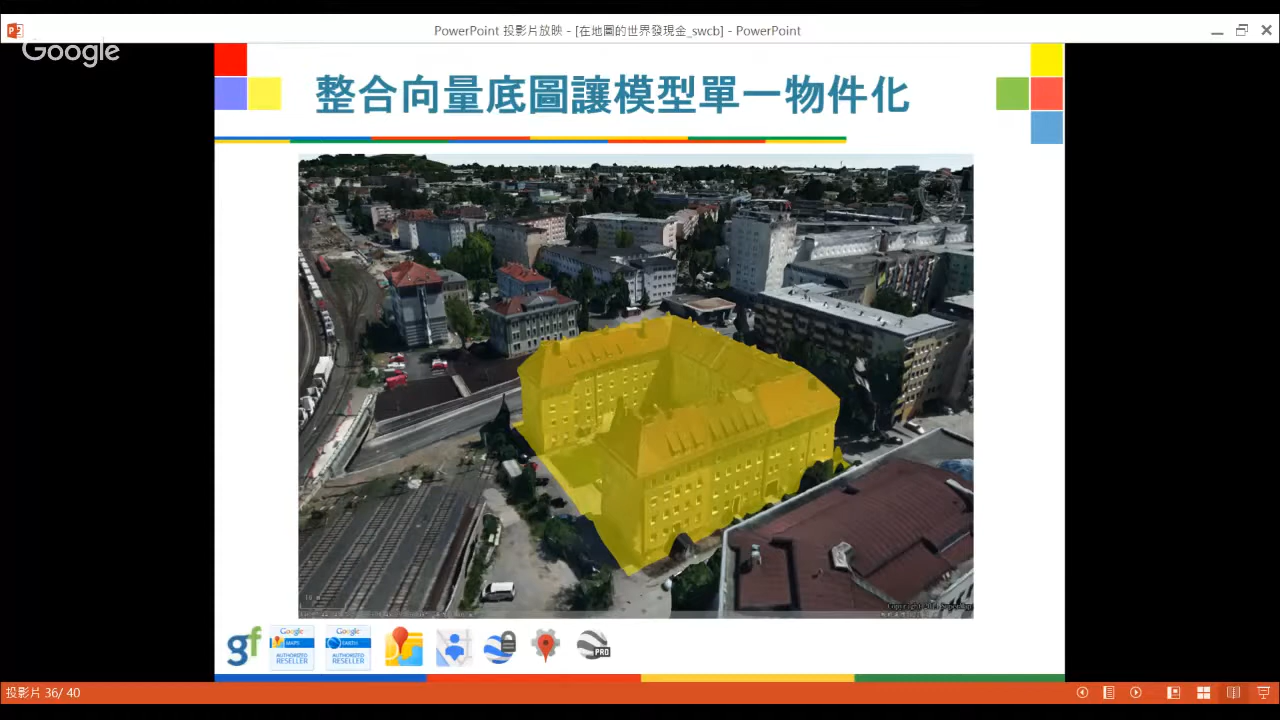 PowerPoint 投影片放映 - [在地圖的世界發現金_swcb] - PowerPoint
Google
整合向量底圖讓模型單一物件化
gf
Google
MAPS
AUTHORIZED
RESELLER
Google
EARTH
AUTHORIZED
RESELLER
PRO
投影片 36/ 40